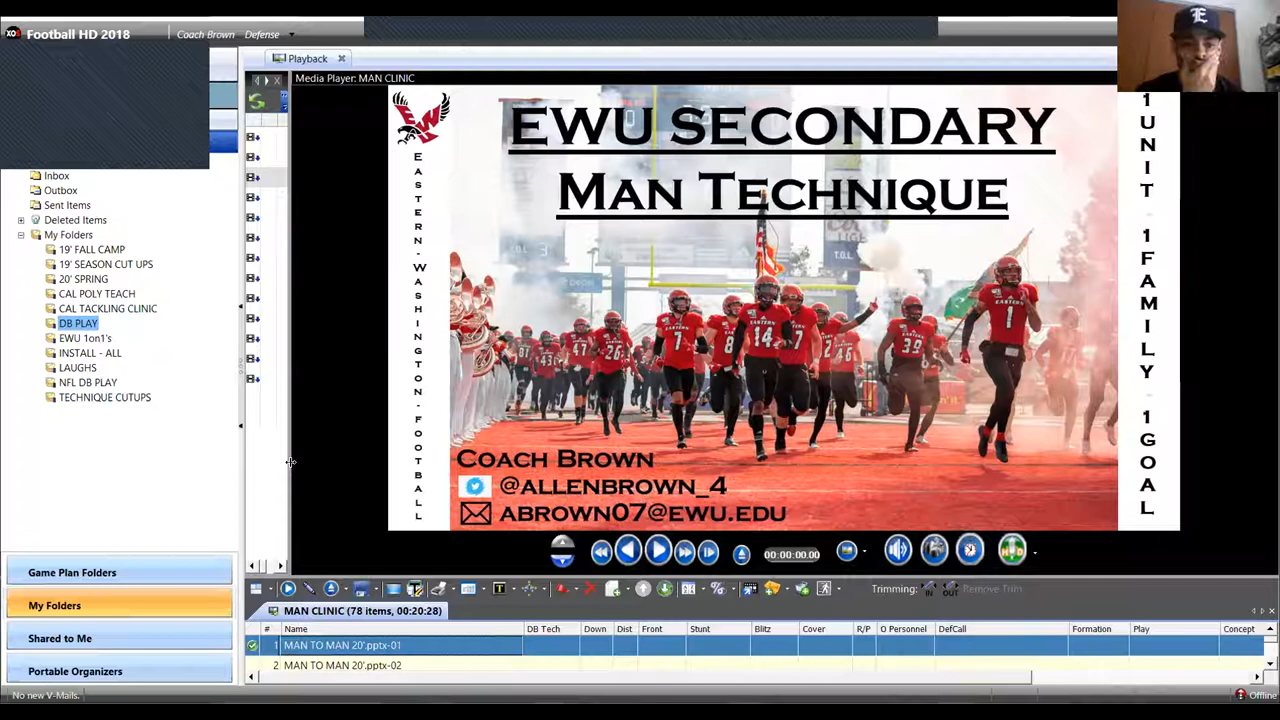 XOS Football HD 2018
Coach Brown Defense
Playback
Media Player: MAN CLINIC
Inbox
Outbox
Sent Items
Deleted Items
My Folders
19' FALL CAMP
19' SEASON CUT UPS
20' SPRING
CAL POLY TEACH
CAL TACKLING CLINIC
DB PLAY
EWU 1on1's
INSTALL - ALL
LAUGHS
NFL DB PLAY
TECHNIQUE CUTUPS
EASTERN-WASHINGTON-FOOTBALL
EWU SECONDARY
MAN TECHNIQUE
1UNIT 1FAMILY 1GOAL
COACH BROWN
@ALLENBROWN_4
ABROWN07@EWU.EDU
00:00:00.00
Game Plan Folders
My Folders
Shared to Me
Portable Organizers
Trimming: IN OUT Remove Trim
MAN CLINIC (78 items, 00:20:28)
# Name DB Tech Down Dist Front Stunt Blitz Cover R/P O Personnel DefCall Formation Play Concept
1 MAN TO MAN 20'.pptx-01
2 MAN TO MAN 20'.pptx-02
No new V-Mails.
Offline